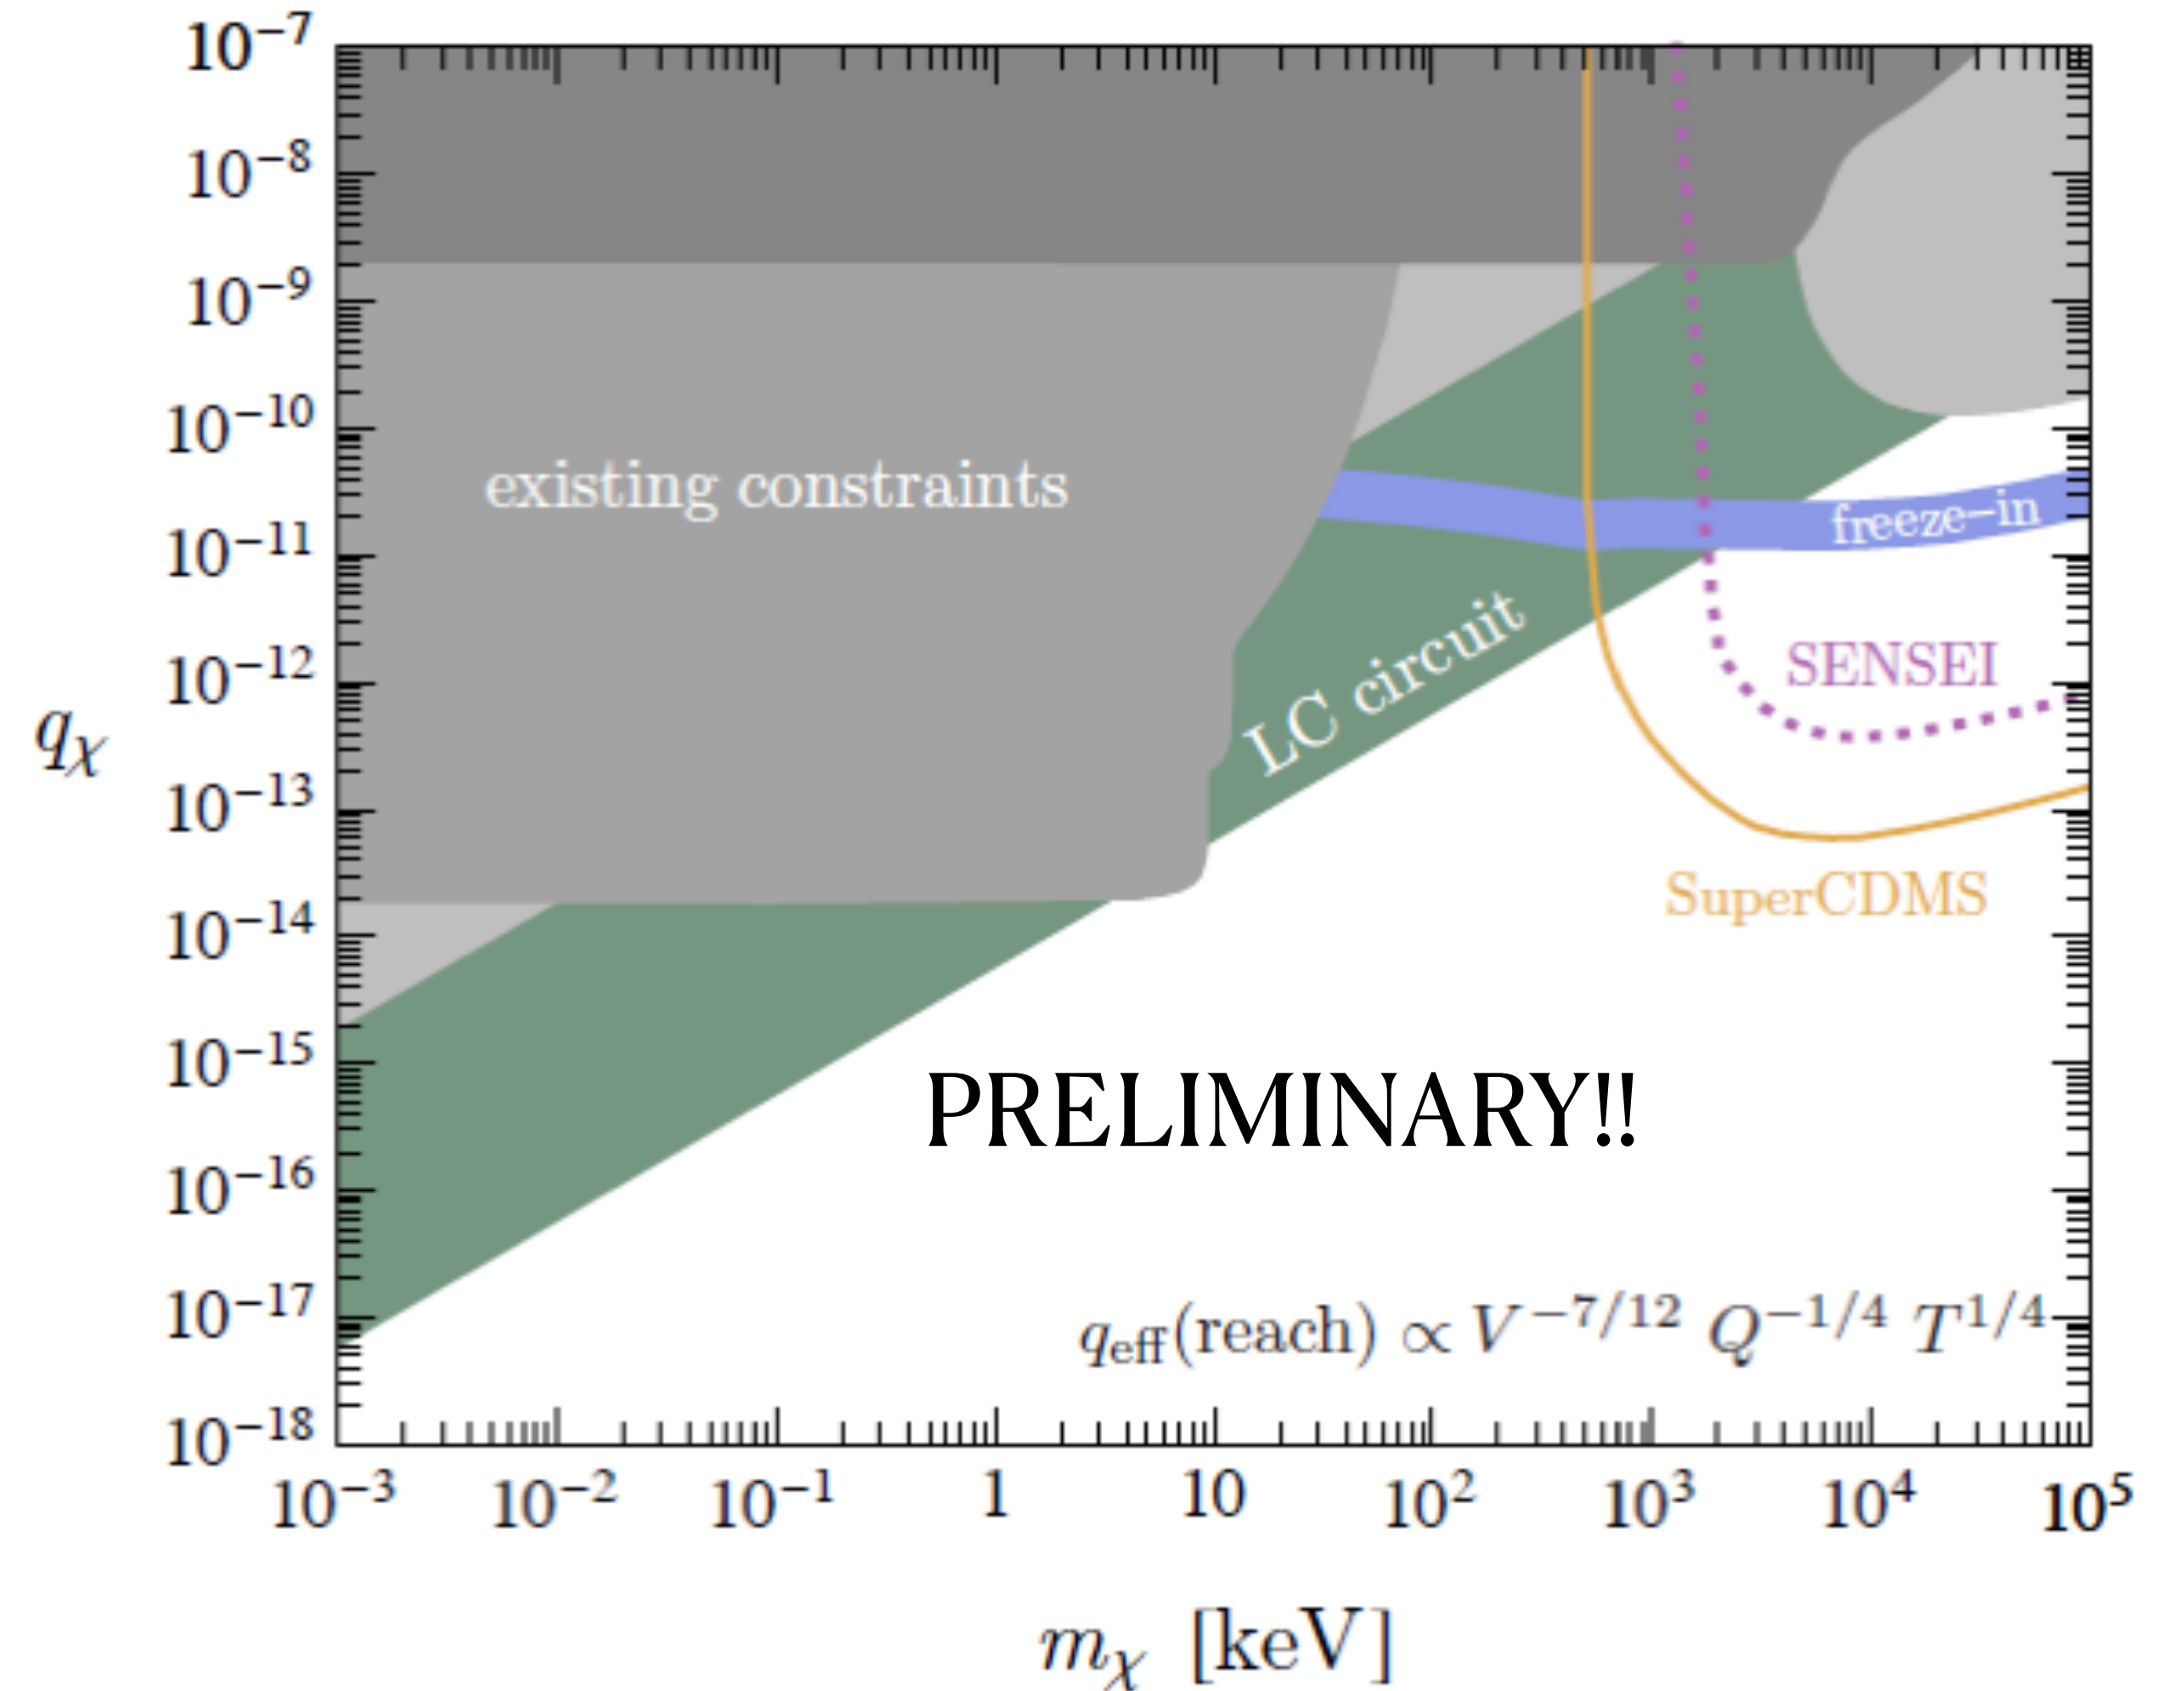 10⁻⁷
10⁻⁸
10⁻⁹
10⁻¹⁰
10⁻¹¹
10⁻¹²
10⁻¹³
10⁻¹⁴
10⁻¹⁵
10⁻¹⁶
10⁻¹⁷
10⁻¹⁸
qχ
existing constraints
freeze–in
LC circuit
SENSEI
SuperCDMS
PRELIMINARY!!
q_eff(reach) ∝ V^−7/12 Q^−1/4 T^1/4
10⁻³ 10⁻² 10⁻¹ 1 10 10² 10³ 10⁴ 10⁵
mχ [keV]